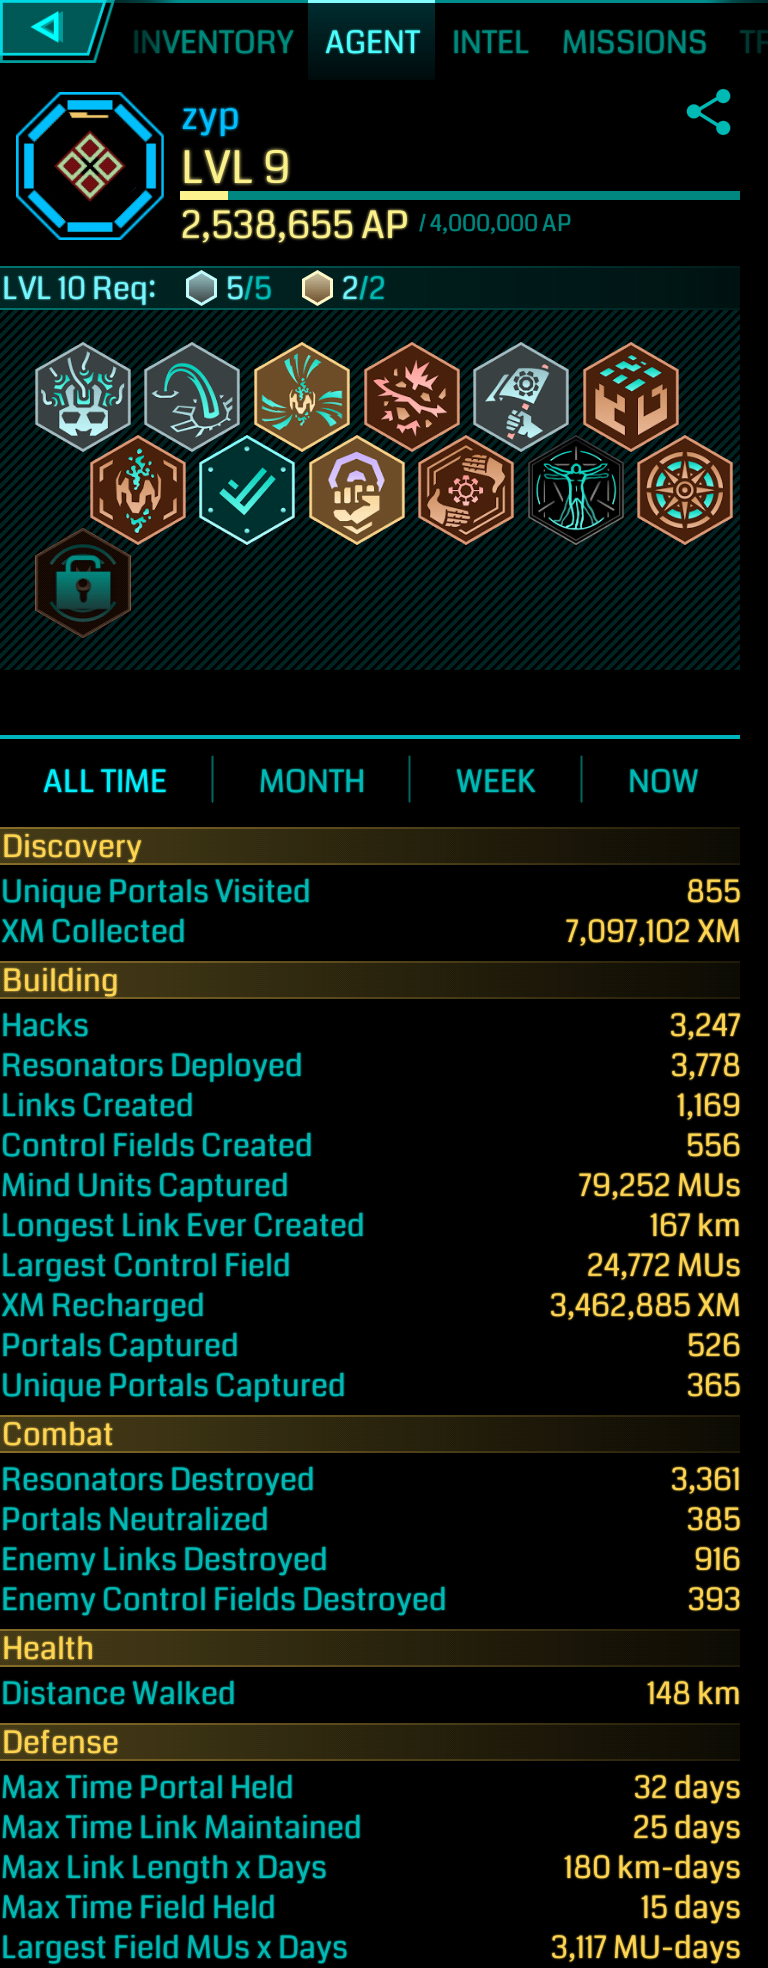 INVENTORY AGENT INTEL MISSIONS
zyp
LVL 9
2,538,655 AP / 4,000,000 AP
LVL 10 Req: 5/5 2/2
ALL TIME MONTH WEEK NOW
Discovery
Unique Portals Visited 855
XM Collected 7,097,102 XM
Building
Hacks 3,247
Resonators Deployed 3,778
Links Created 1,169
Control Fields Created 556
Mind Units Captured 79,252 MUs
Longest Link Ever Created 167 km
Largest Control Field 24,772 MUs
XM Recharged 3,462,885 XM
Portals Captured 526
Unique Portals Captured 365
Combat
Resonators Destroyed 3,361
Portals Neutralized 385
Enemy Links Destroyed 916
Enemy Control Fields Destroyed 393
Health
Distance Walked 148 km
Defense
Max Time Portal Held 32 days
Max Time Link Maintained 25 days
Max Link Length x Days 180 km-days
Max Time Field Held 15 days
Largest Field MUs x Days 3,117 MU-days